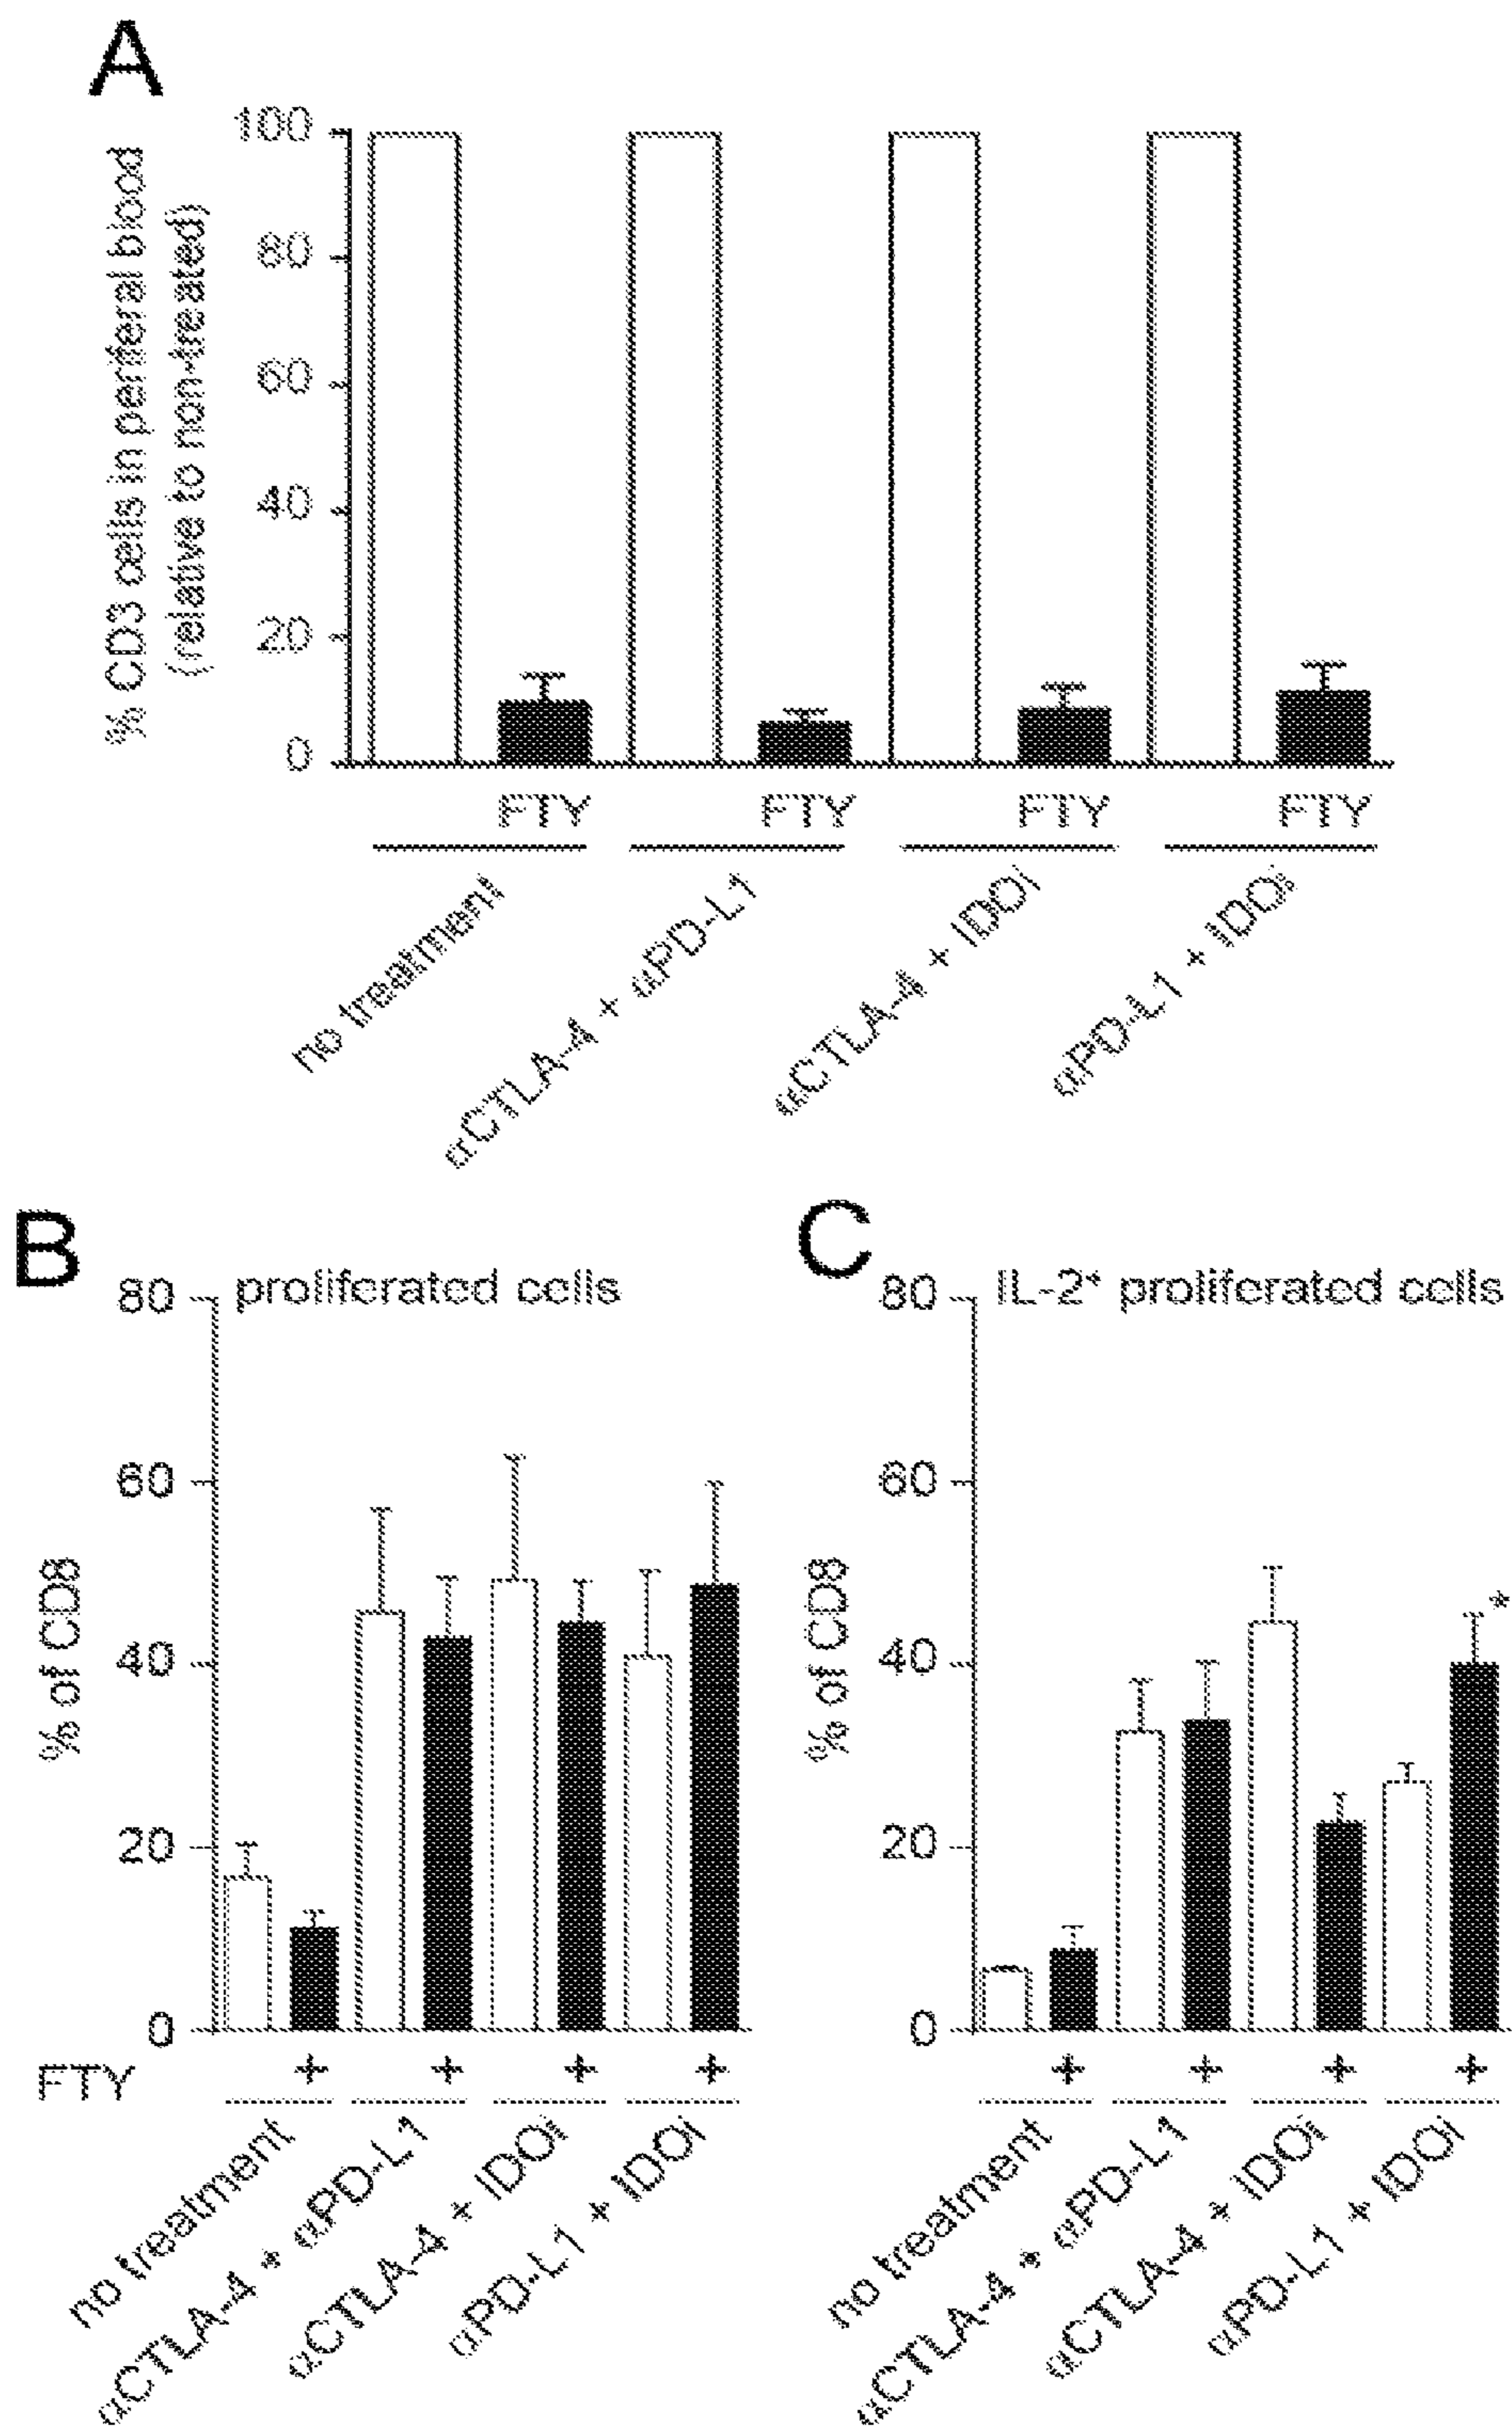 A
% CD3 cells in periferal blood
(relative to non-treated)
100
80
60
40
20
0
FTY FTY FTY FTY
no treatment
αCTLA-4 + αPD-L1
αCTLA-4 + IDOi
αPD-L1 + IDOi
B
proliferated cells
% of CD8
80
60
40
20
0
FTY + + + +
no treatment
αCTLA-4 + αPD-L1
αCTLA-4 + IDOi
αPD-L1 + IDOi
C
IL-2+ proliferated cells
% of CD8
80
60
40
20
0
*
+ + + +
no treatment
αCTLA-4 + αPD-L1
αCTLA-4 + IDOi
αPD-L1 + IDOi